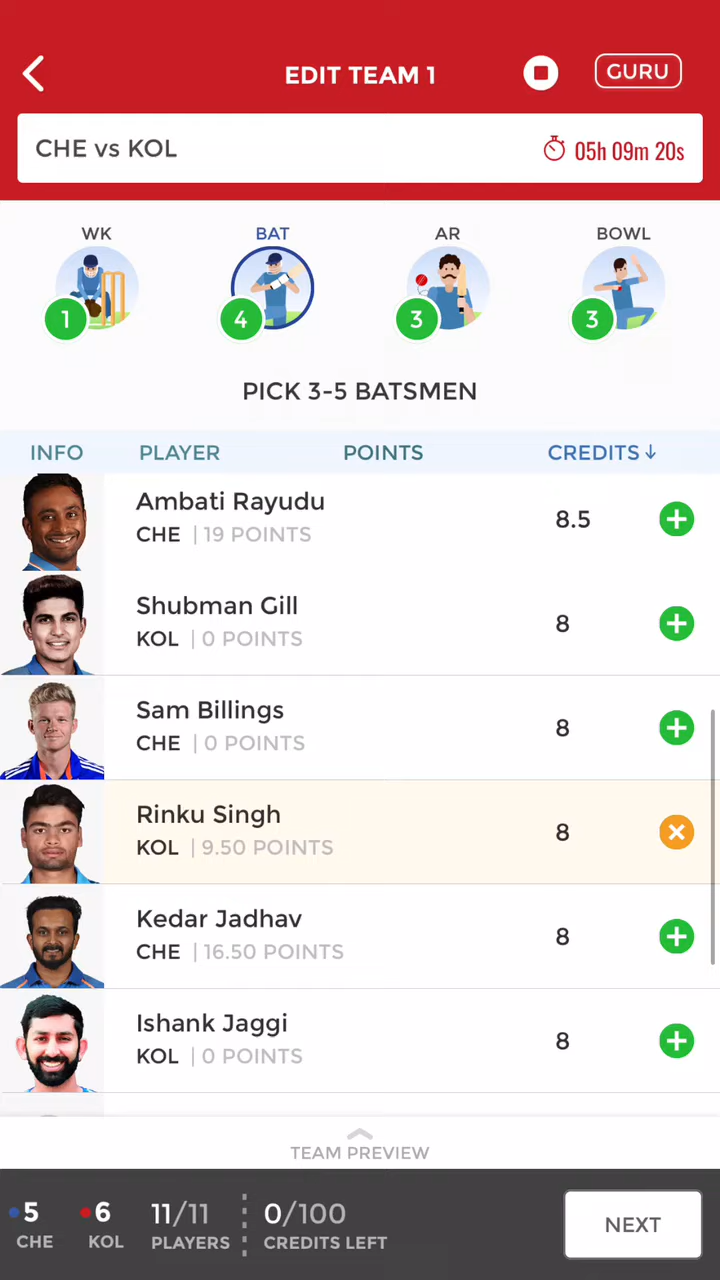 EDIT TEAM 1
GURU
CHE vs KOL
05h 09m 20s
WK
BAT
AR
BOWL
1
4
3
3
PICK 3-5 BATSMEN
INFO PLAYER POINTS CREDITS↓
Ambati Rayudu
CHE | 19 POINTS
8.5
Shubman Gill
KOL | 0 POINTS
8
Sam Billings
CHE | 0 POINTS
8
Rinku Singh
KOL | 9.50 POINTS
8
Kedar Jadhav
CHE | 16.50 POINTS
8
Ishank Jaggi
KOL | 0 POINTS
8
TEAM PREVIEW
5 6 11/11 0/100
CHE KOL PLAYERS CREDITS LEFT
NEXT